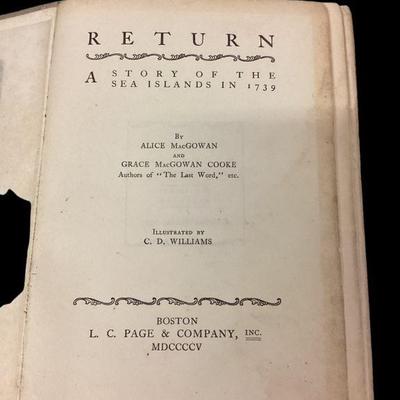 RETURN
A STORY OF THE
SEA ISLANDS IN 1739
BY
ALICE MACGOWAN
AND
GRACE MACGOWAN COOKE
Authors of "The Last Word," etc.
ILLUSTRATED BY
C. D. WILLIAMS
BOSTON
L. C. PAGE & COMPANY, INC.
MDCCCCV